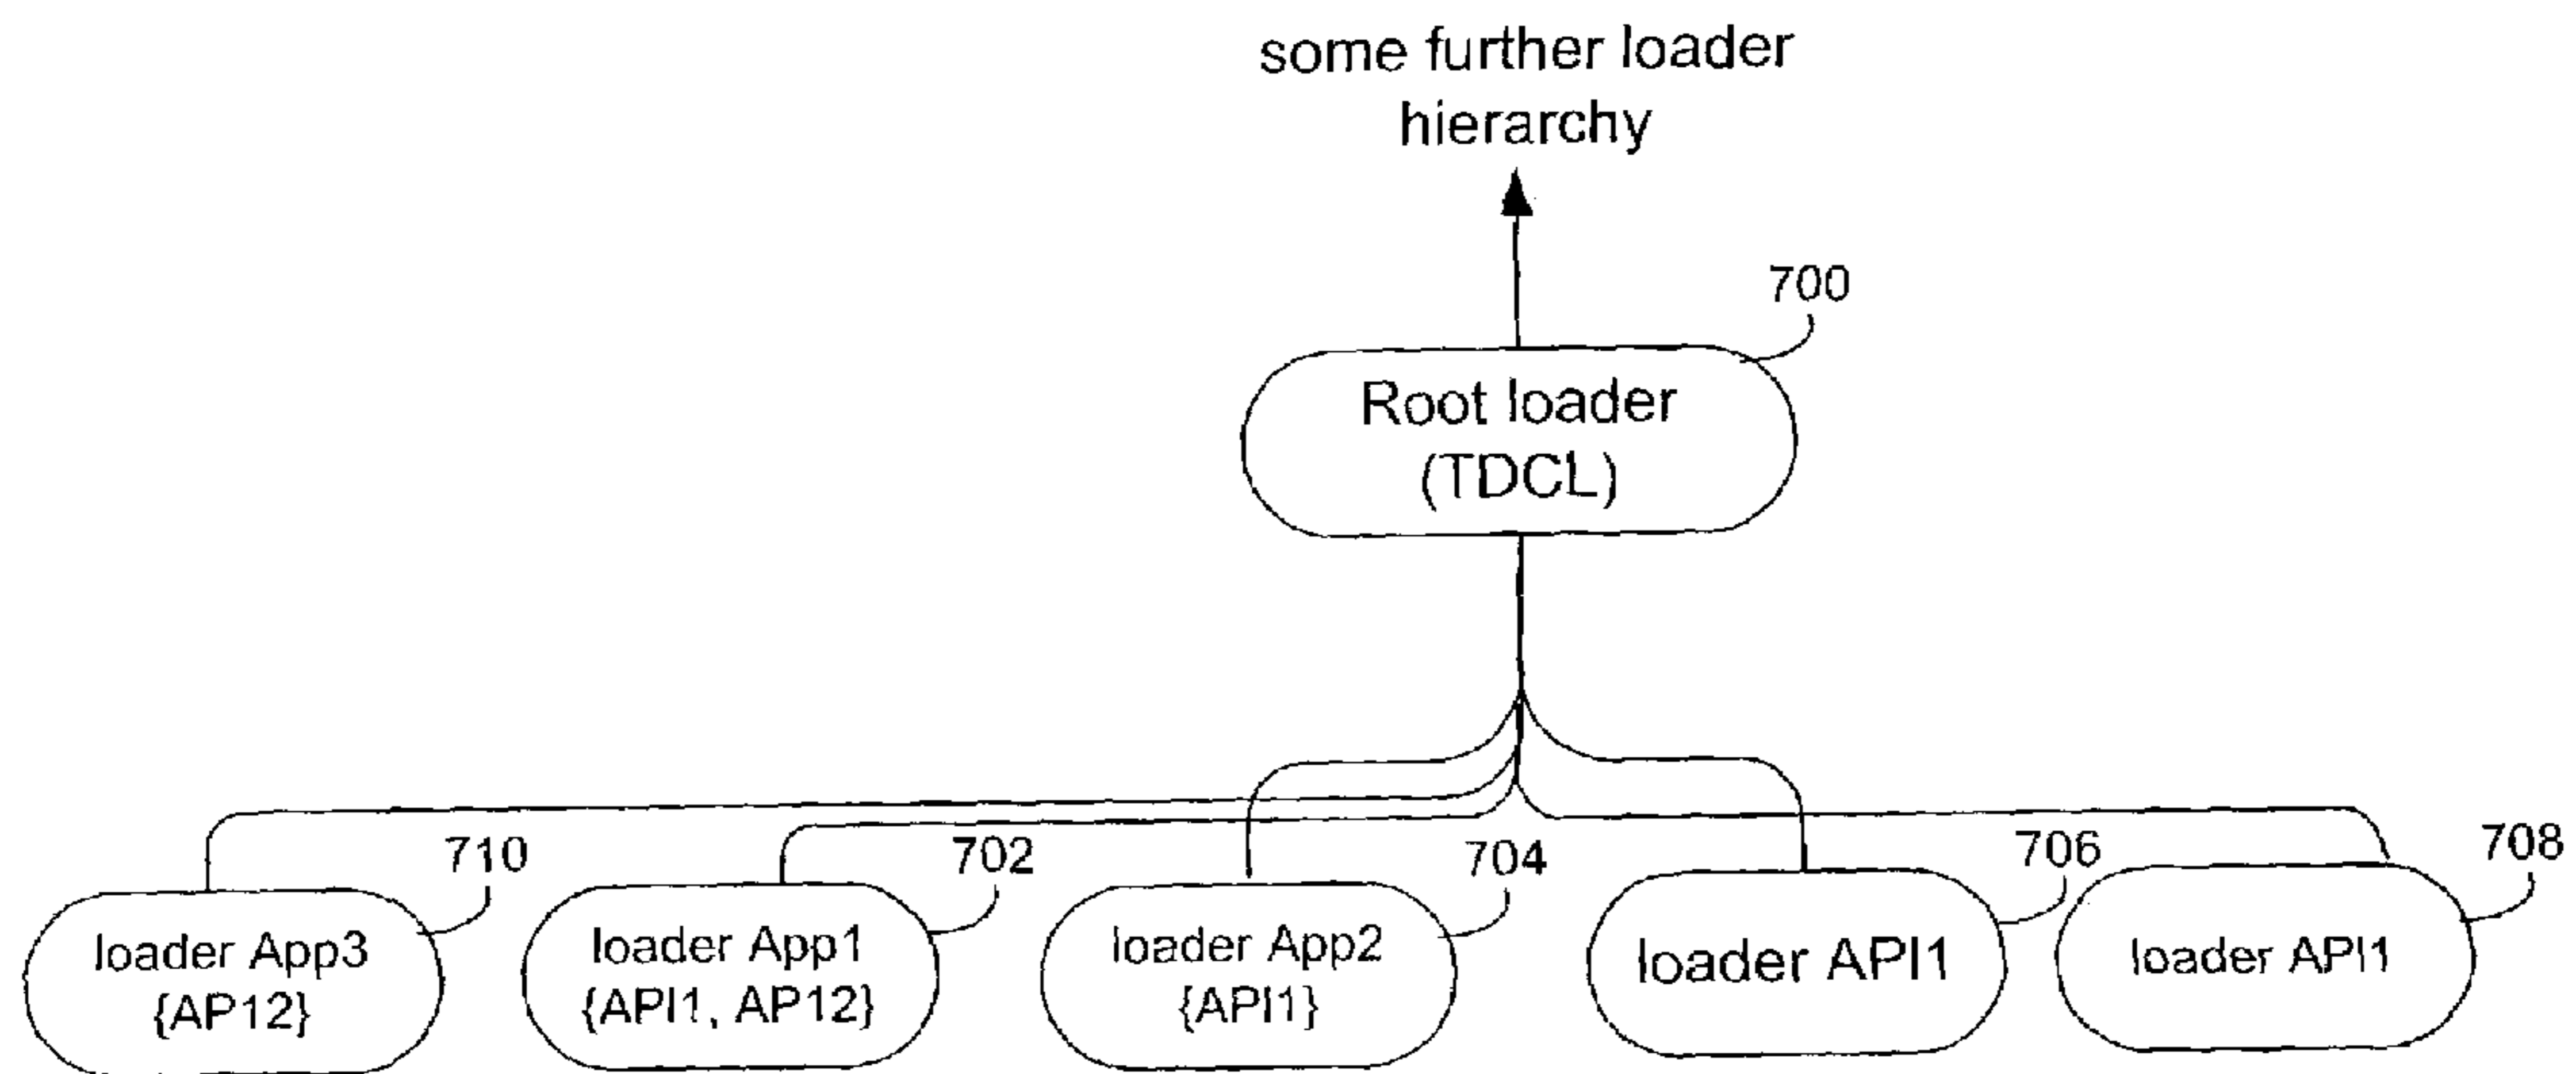 some further loader
hierarchy
700
Root loader
(TDCL)
710
702
704
706
708
loader App3
{AP12}
loader App1
{API1, AP12}
loader App2
{API1}
loader API1
loader API1